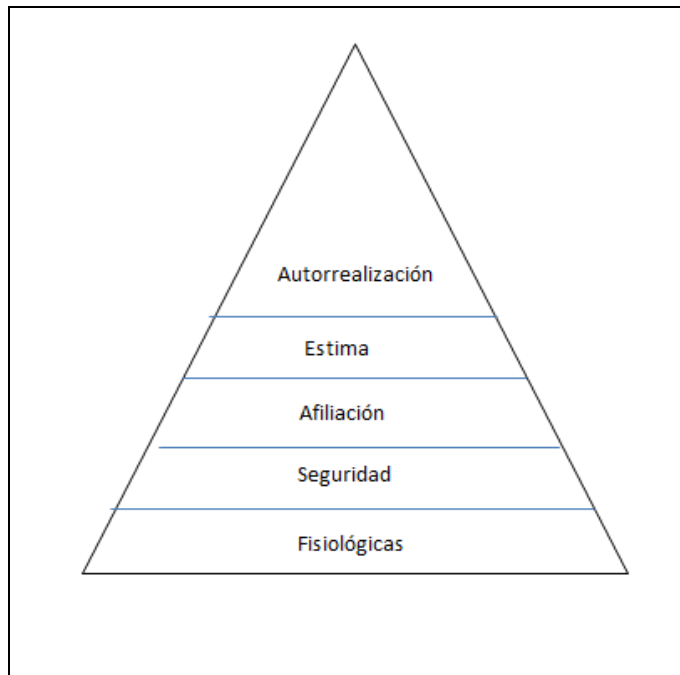 Autorrealización
Estima
Afiliación
Seguridad
Fisiológicas